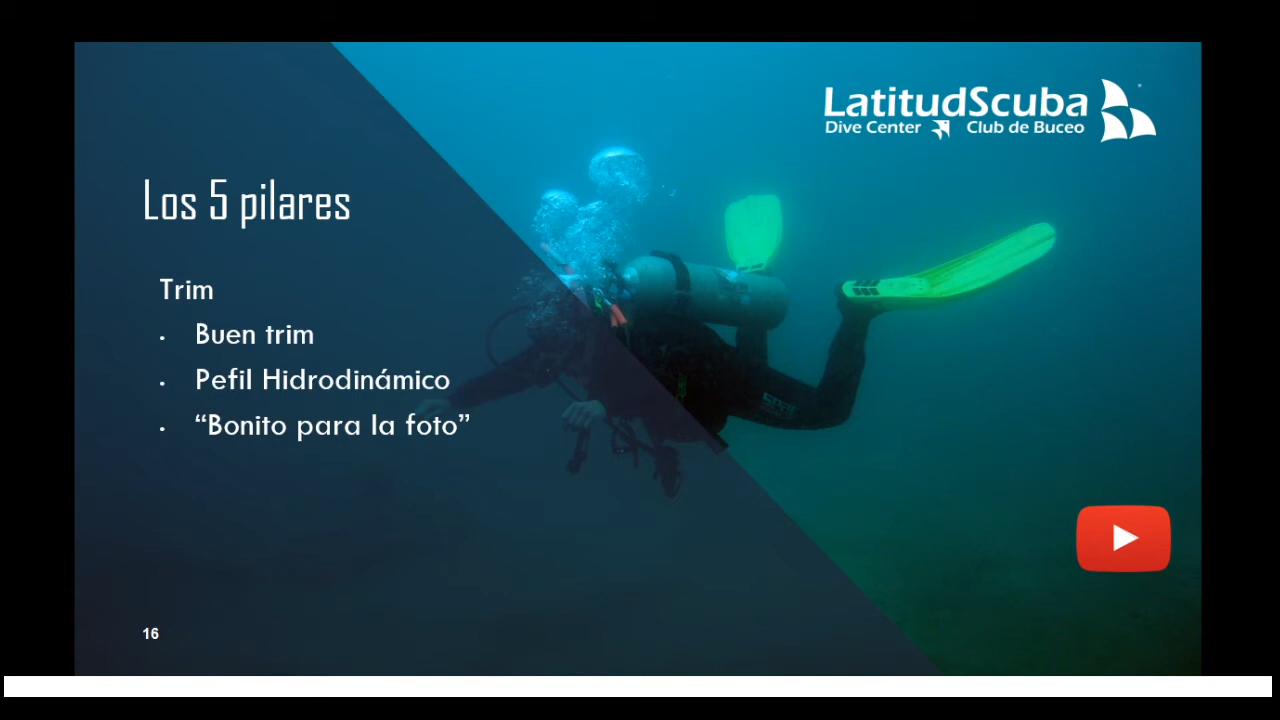 LatitudScuba
Dive Center Club de Buceo
Los 5 pilares
Trim
• Buen trim
• Pefil Hidrodinámico
• “Bonito para la foto”
16